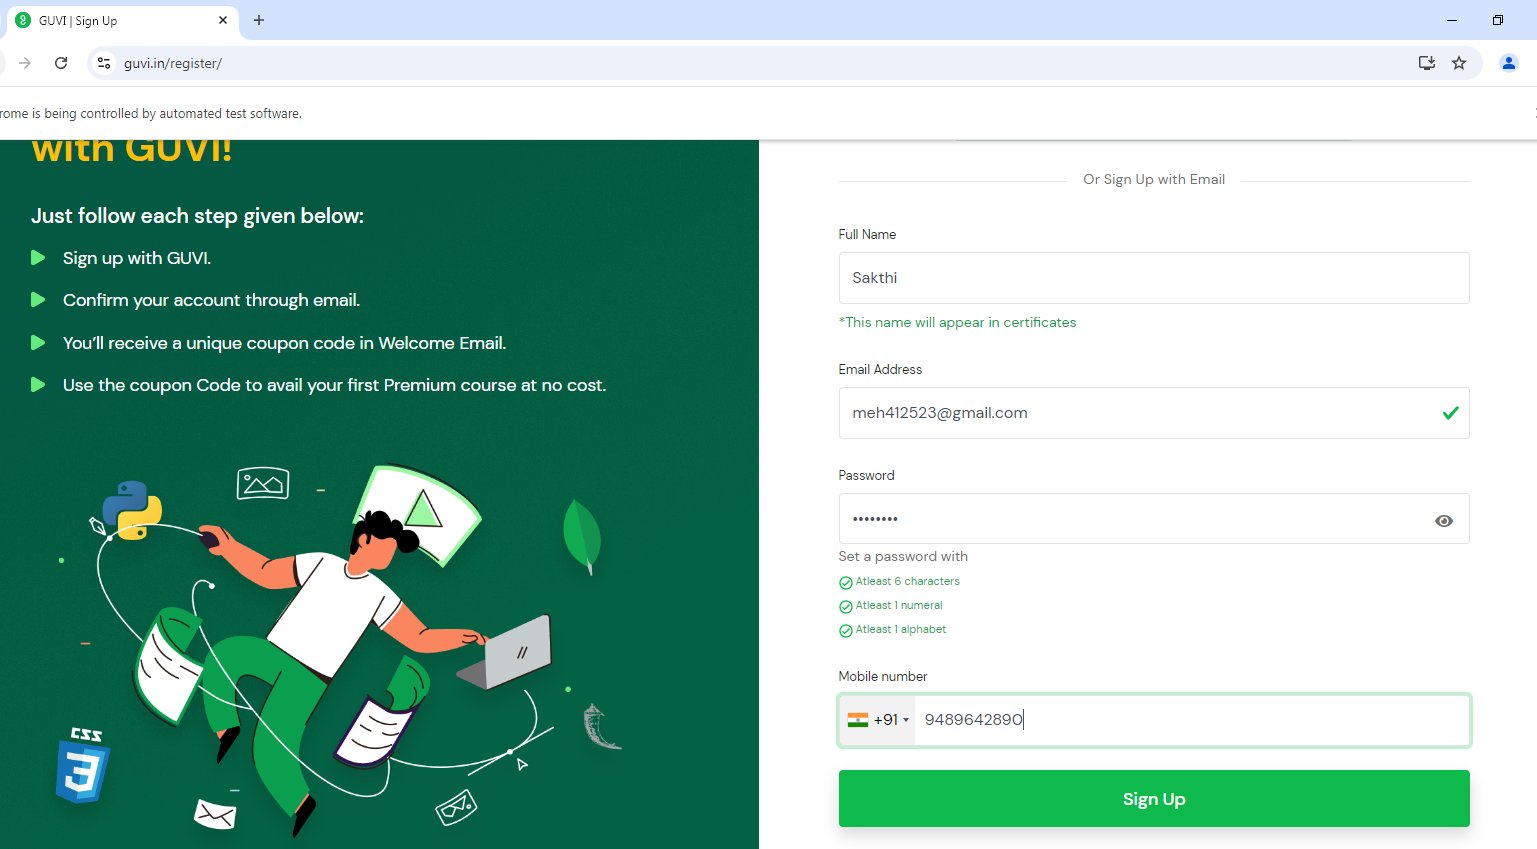 GUVI | Sign Up
guvi.in/register/
rome is being controlled by automated test software.
with GUVI!
Just follow each step given below:
Sign up with GUVI.
Confirm your account through email.
You'll receive a unique coupon code in Welcome Email.
Use the coupon Code to avail your first Premium course at no cost.
CSS
3
//
Or Sign Up with Email
Full Name
Sakthi
*This name will appear in certificates
Email Address
meh412523@gmail.com
Password
••••••••
Set a password with
Atleast 6 characters
Atleast 1 numeral
Atleast 1 alphabet
Mobile number
+91 9489642890
Sign Up